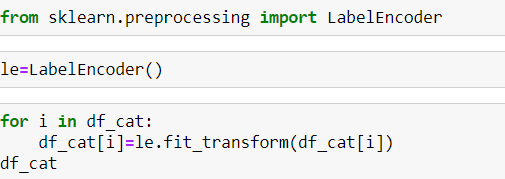 from sklearn.preprocessing import LabelEncoder
le=LabelEncoder()
for i in df_cat:
    df_cat[i]=le.fit_transform(df_cat[i])
df_cat